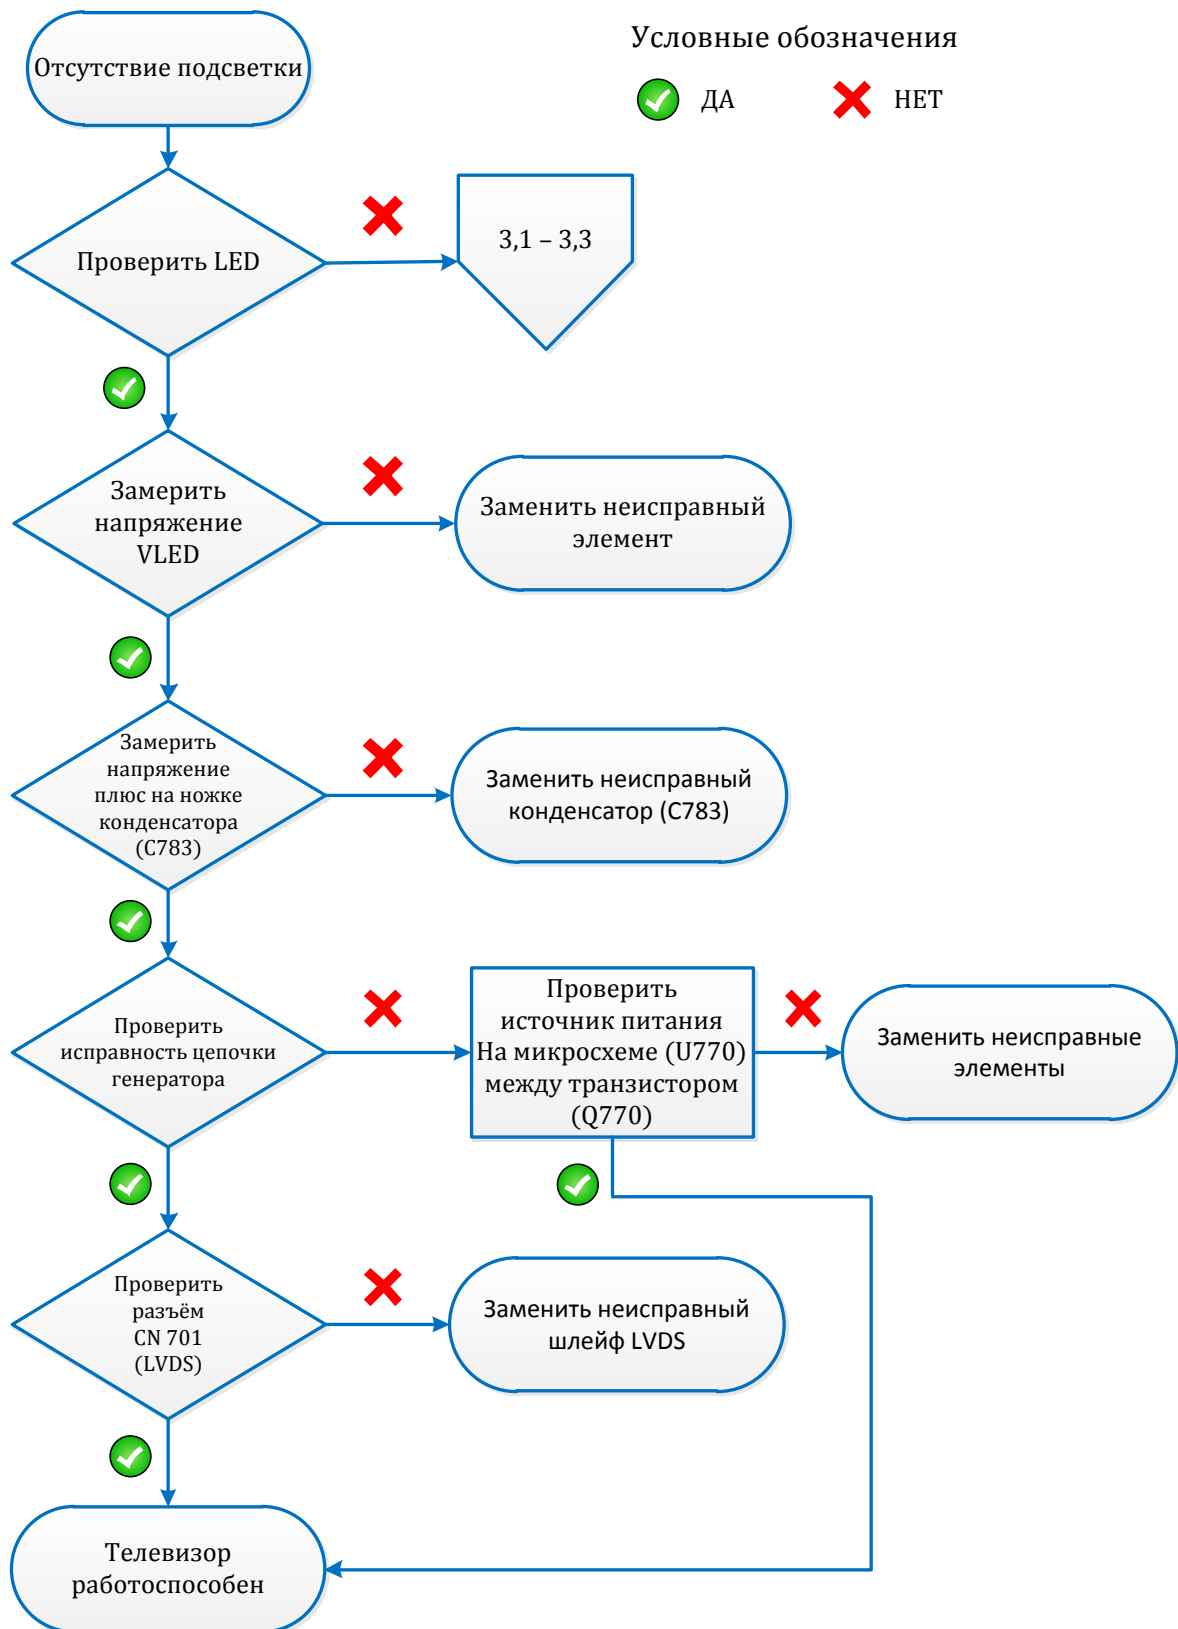 Условные обозначения
ДА
НЕТ
Отсутствие подсветки
Проверить LED
3,1 – 3,3
Замерить
напряжение
VLED
Заменить неисправный
элемент
Замерить
напряжение
плюс на ножке
конденсатора
(C783)
Заменить неисправный
конденсатор (C783)
Проверить
исправность цепочки
генератора
Проверить
источник питания
На микросхеме (U770)
между транзистором
(Q770)
Заменить неисправные
элементы
Проверить
разъём
CN 701
(LVDS)
Заменить неисправный
шлейф LVDS
Телевизор
работоспособен